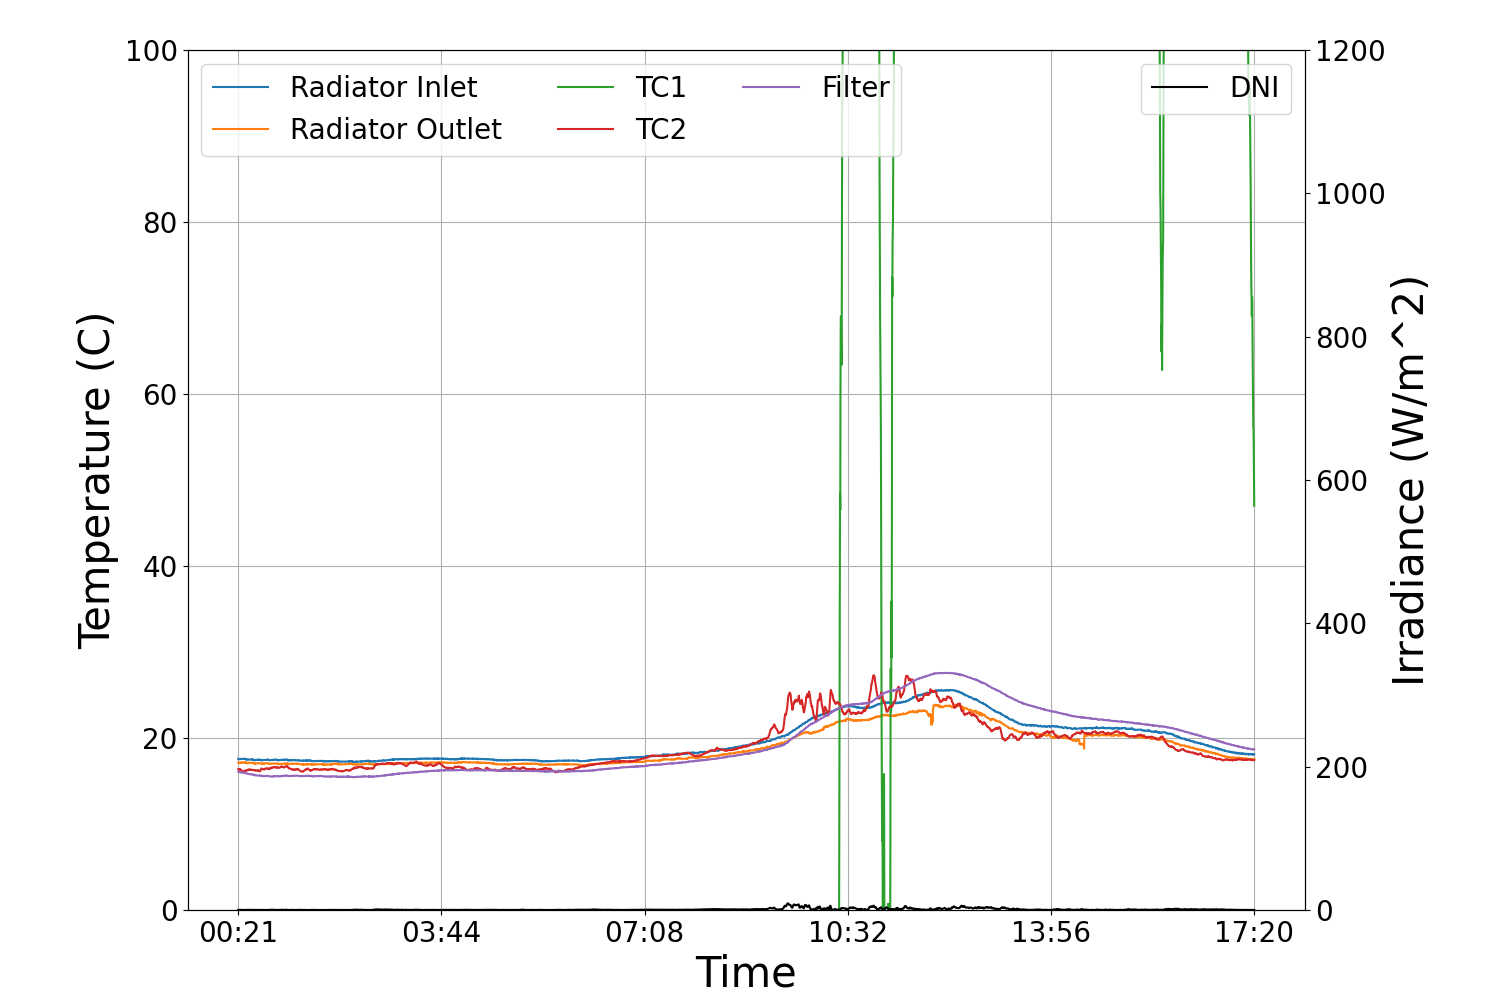 100
80
60
40
20
0
Temperature (C)
Radiator Inlet
Radiator Outlet
TC1
TC2
Filter
DNI
1200
1000
800
600
400
200
0
Irradiance (W/m^2)
00:21 03:44 07:08 10:32 13:56 17:20
Time